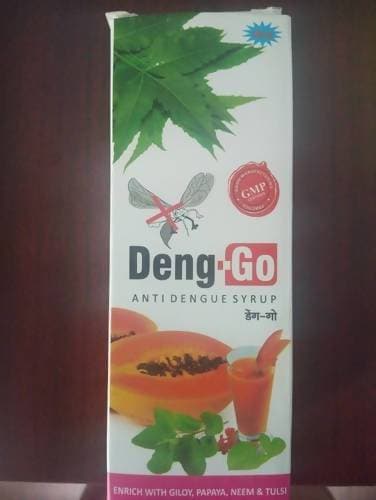 GMP
Deng-Go
ANTI DENGUE SYRUP
डेंग-गो
ENRICH WITH GILOY, PAPAYA, NEEM & TULSI